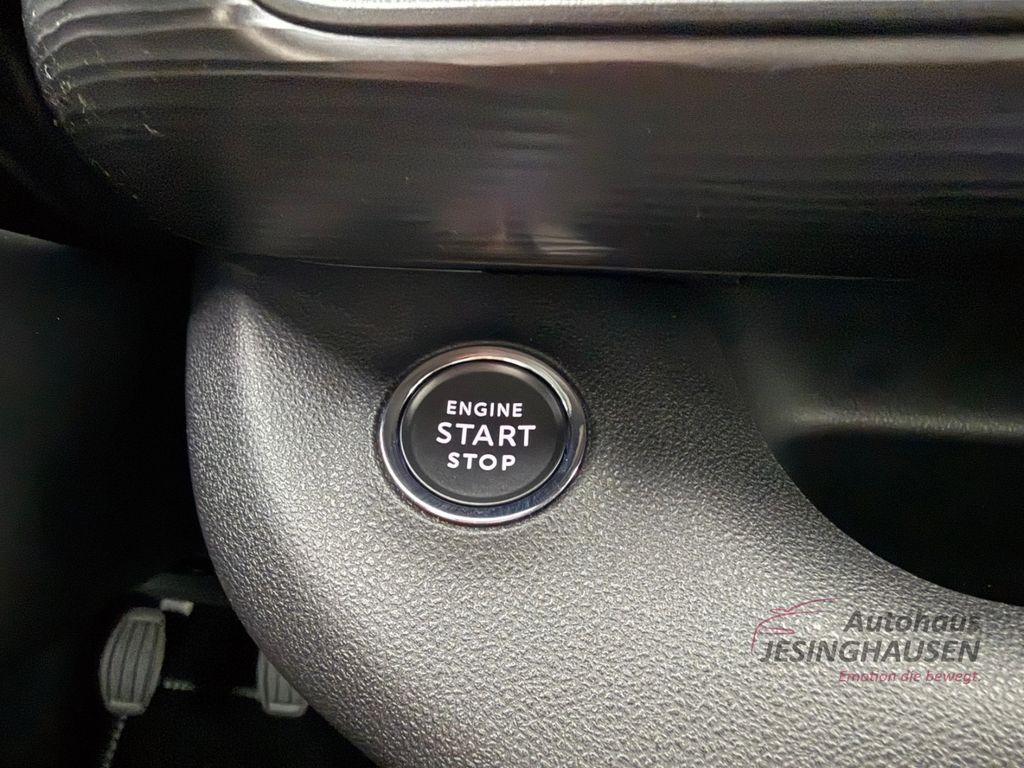 ENGINE
START
STOP
Autohaus
JESINGHAUSEN
Emotion die bewegt.